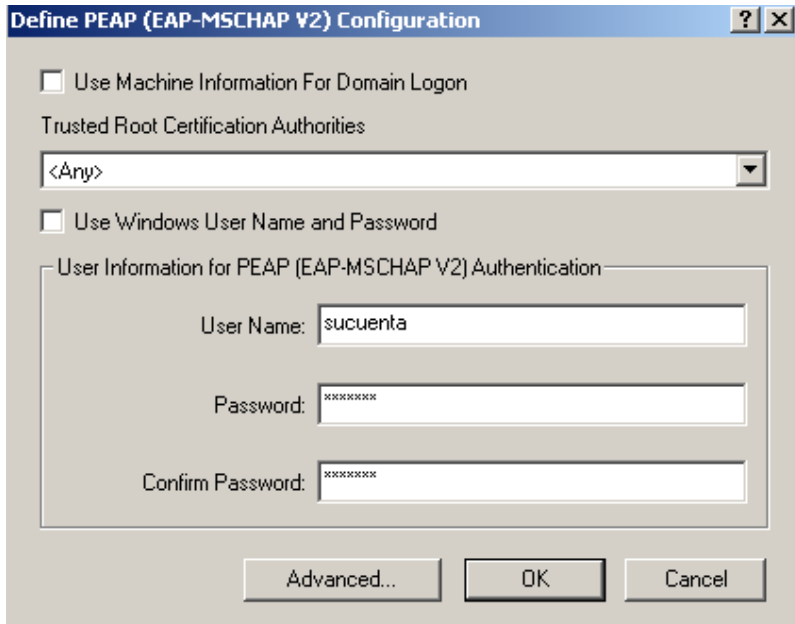 Define PEAP (EAP-MSCHAP V2) Configuration
Use Machine Information For Domain Logon
Trusted Root Certification Authorities
<Any>
Use Windows User Name and Password
User Information for PEAP (EAP-MSCHAP V2) Authentication
User Name: sucuenta
Password: *******
Confirm Password: *******
Advanced... OK Cancel